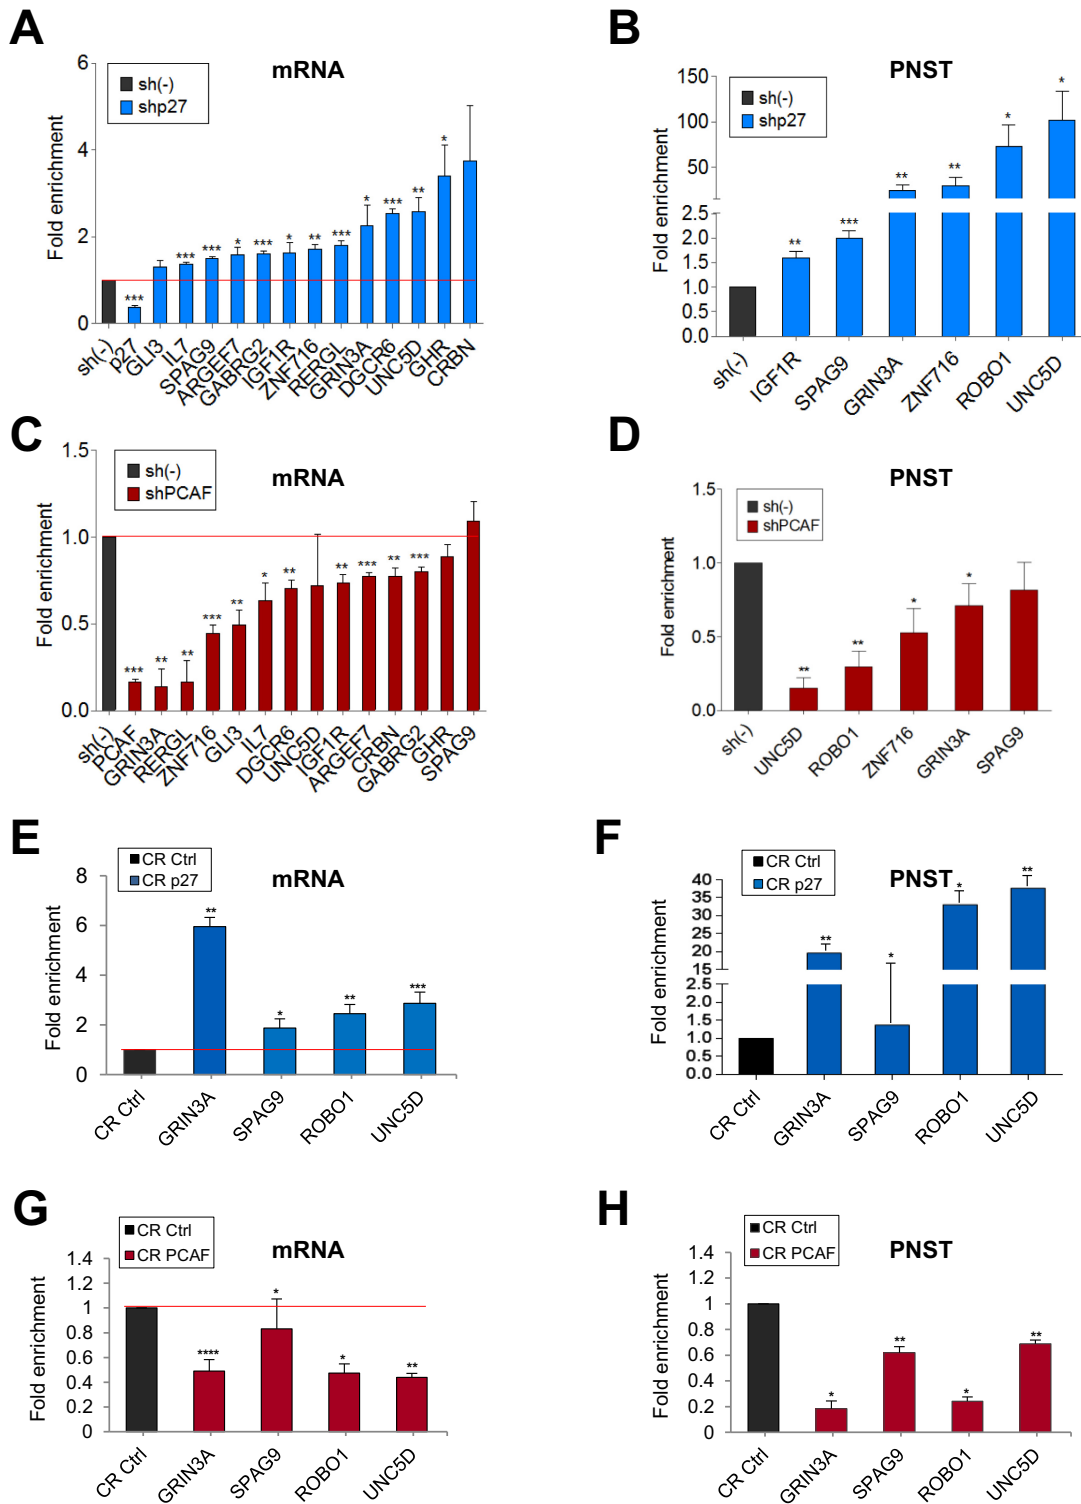 A
mRNA
sh(-)
shp27
Fold enrichment
6
4
2
0
***
***
***
*
***
*
**
***
*
***
**
*
sh(-)
p27
GLI3
IL7
SPAG9
ARGEF7
GABRG2
IGF1R
ZNF716
RERGL
GRIN3A
DGCR6
UNC5D
GHR
CRBN
B
PNST
sh(-)
shp27
Fold enrichment
150
100
50
2.5
2.0
1.5
1.0
0.5
0.0
**
***
**
**
*
*
sh(-)
IGF1R
SPAG9
GRIN3A
ZNF716
ROBO1
UNC5D
C
mRNA
sh(-)
shPCAF
Fold enrichment
1.5
1.0
0.5
0.0
***
**
**
***
**
*
**
**
***
**
***
sh(-)
PCAF
GRIN3A
RERGL
ZNF716
GLI3
IL7
DGCR6
UNC5D
IGF1R
ARGEF7
CRBN
GABRG2
GHR
SPAG9
D
PNST
sh(-)
shPCAF
Fold enrichment
1.5
1.0
0.5
0.0
**
**
*
*
sh(-)
UNC5D
ROBO1
ZNF716
GRIN3A
SPAG9
E
mRNA
CR Ctrl
CR p27
Fold enrichment
8
6
4
2
0
**
*
**
***
CR Ctrl
GRIN3A
SPAG9
ROBO1
UNC5D
F
PNST
CR Ctrl
CR p27
Fold enrichment
40
35
30
25
20
15
2.5
2.0
1.5
1.0
0.5
0.0
**
*
*
**
CR Ctrl
GRIN3A
SPAG9
ROBO1
UNC5D
G
mRNA
CR Ctrl
CR PCAF
Fold enrichment
1.4
1.2
1
0.8
0.6
0.4
0.2
0
****
*
*
**
CR Ctrl
GRIN3A
SPAG9
ROBO1
UNC5D
H
PNST
CR Ctrl
CR PCAF
Fold enrichment
1.4
1.2
1
0.8
0.6
0.4
0.2
0
*
**
*
**
CR Ctrl
GRIN3A
SPAG9
ROBO1
UNC5D